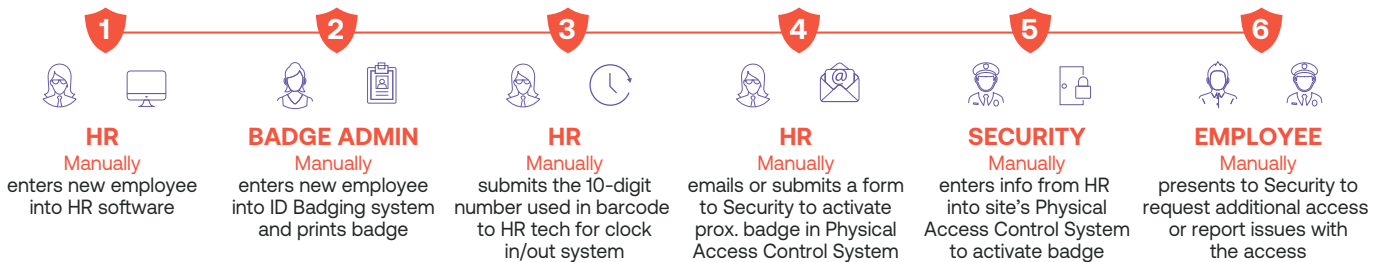 1
2
3
4
5
6
HR
Manually
enters new employee
into HR software
BADGE ADMIN
Manually
enters new employee
into ID Badging system
and prints badge
HR
Manually
submits the 10-digit
number used in barcode
to HR tech for clock
in/out system
HR
Manually
emails or submits a form
to Security to activate
prox. badge in Physical
Access Control System
SECURITY
Manually
enters info from HR
into site's Physical
Access Control System
to activate badge
EMPLOYEE
Manually
presents to Security to
request additional access
or report issues with
the access